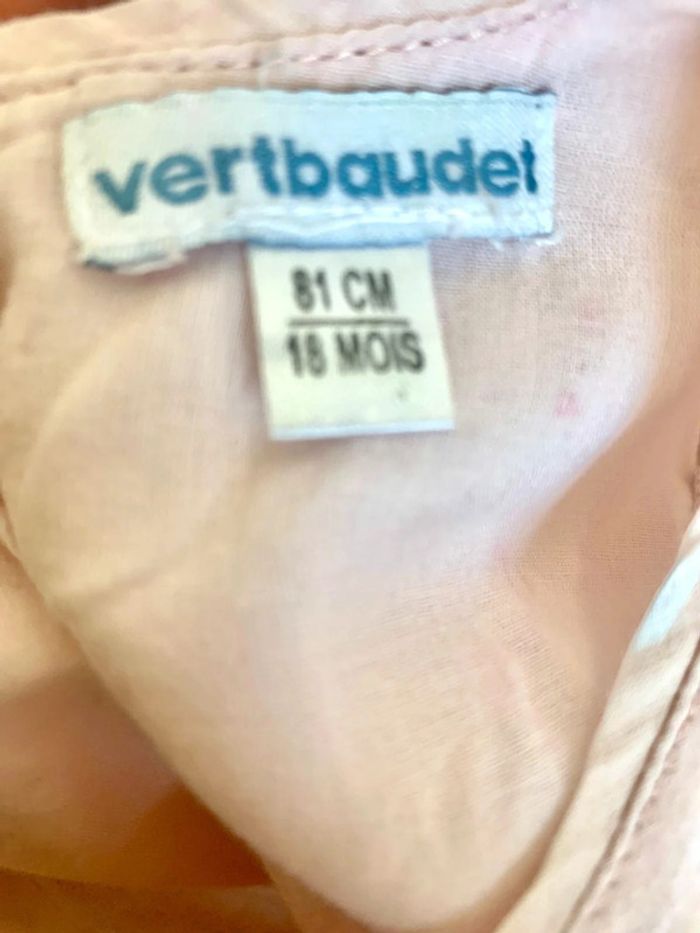 vertbaudet
81 CM
18 MOIS